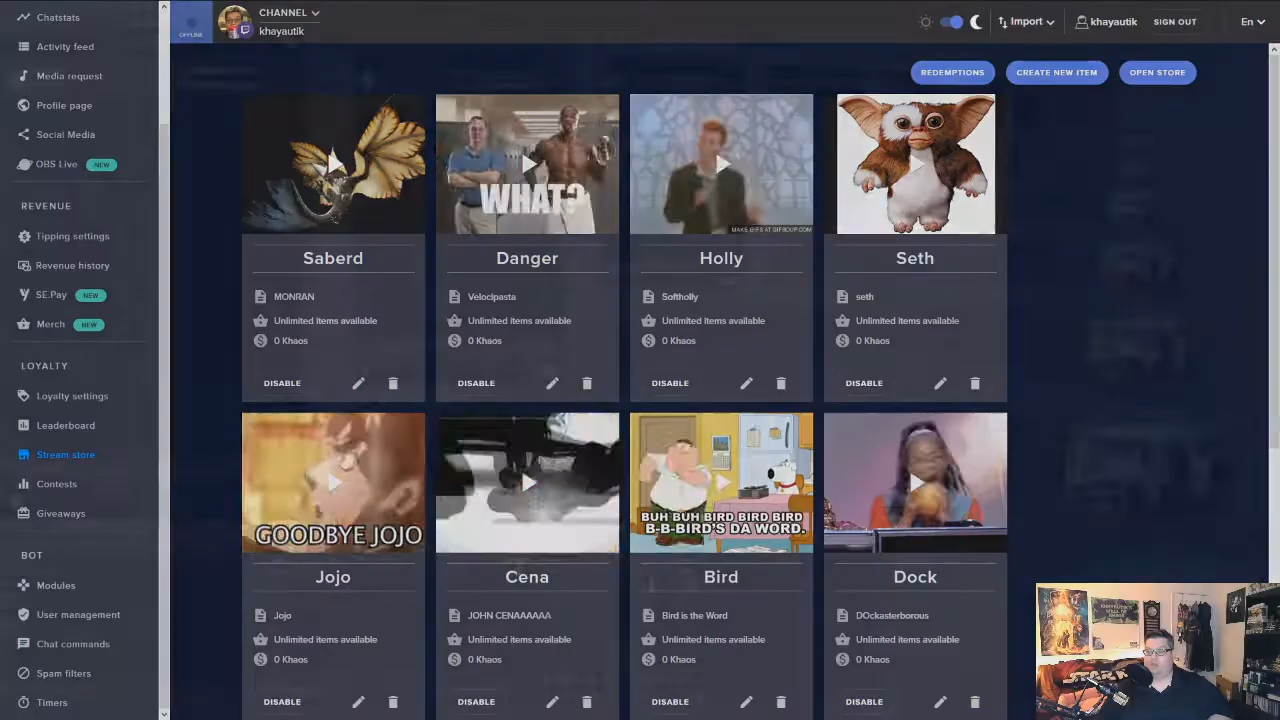 Chatstats
Activity feed
Media request
Profile page
Social Media
OBS Live NEW
REVENUE
Tipping settings
Revenue history
SE.Pay NEW
Merch NEW
LOYALTY
Loyalty settings
Leaderboard
Stream store
Contests
Giveaways
BOT
Modules
User management
Chat commands
Spam filters
Timers
OFFLINE
CHANNEL
khayautik
Import
khayautik
SIGN OUT
En
REDEMPTIONS
CREATE NEW ITEM
OPEN STORE
WHAT?
MAKE GIFS AT GIFSOUP.COM
Saberd
MONRAN
Unlimited items available
0 Khaos
DISABLE
Danger
Velocipasta
Unlimited items available
0 Khaos
DISABLE
Holly
Softholly
Unlimited items available
0 Khaos
DISABLE
Seth
seth
Unlimited items available
0 Khaos
DISABLE
GOODBYE JOJO
Jojo
Jojo
Unlimited items available
0 Khaos
DISABLE
Cena
JOHN CENAAAAAA
Unlimited items available
0 Khaos
DISABLE
BUH BUH BIRD BIRD BIRD
B-B-BIRD'S DA WORD.
Bird
Bird is the Word
Unlimited items available
0 Khaos
DISABLE
Dock
DOckasterborous
Unlimited items available
0 Khaos
DISABLE